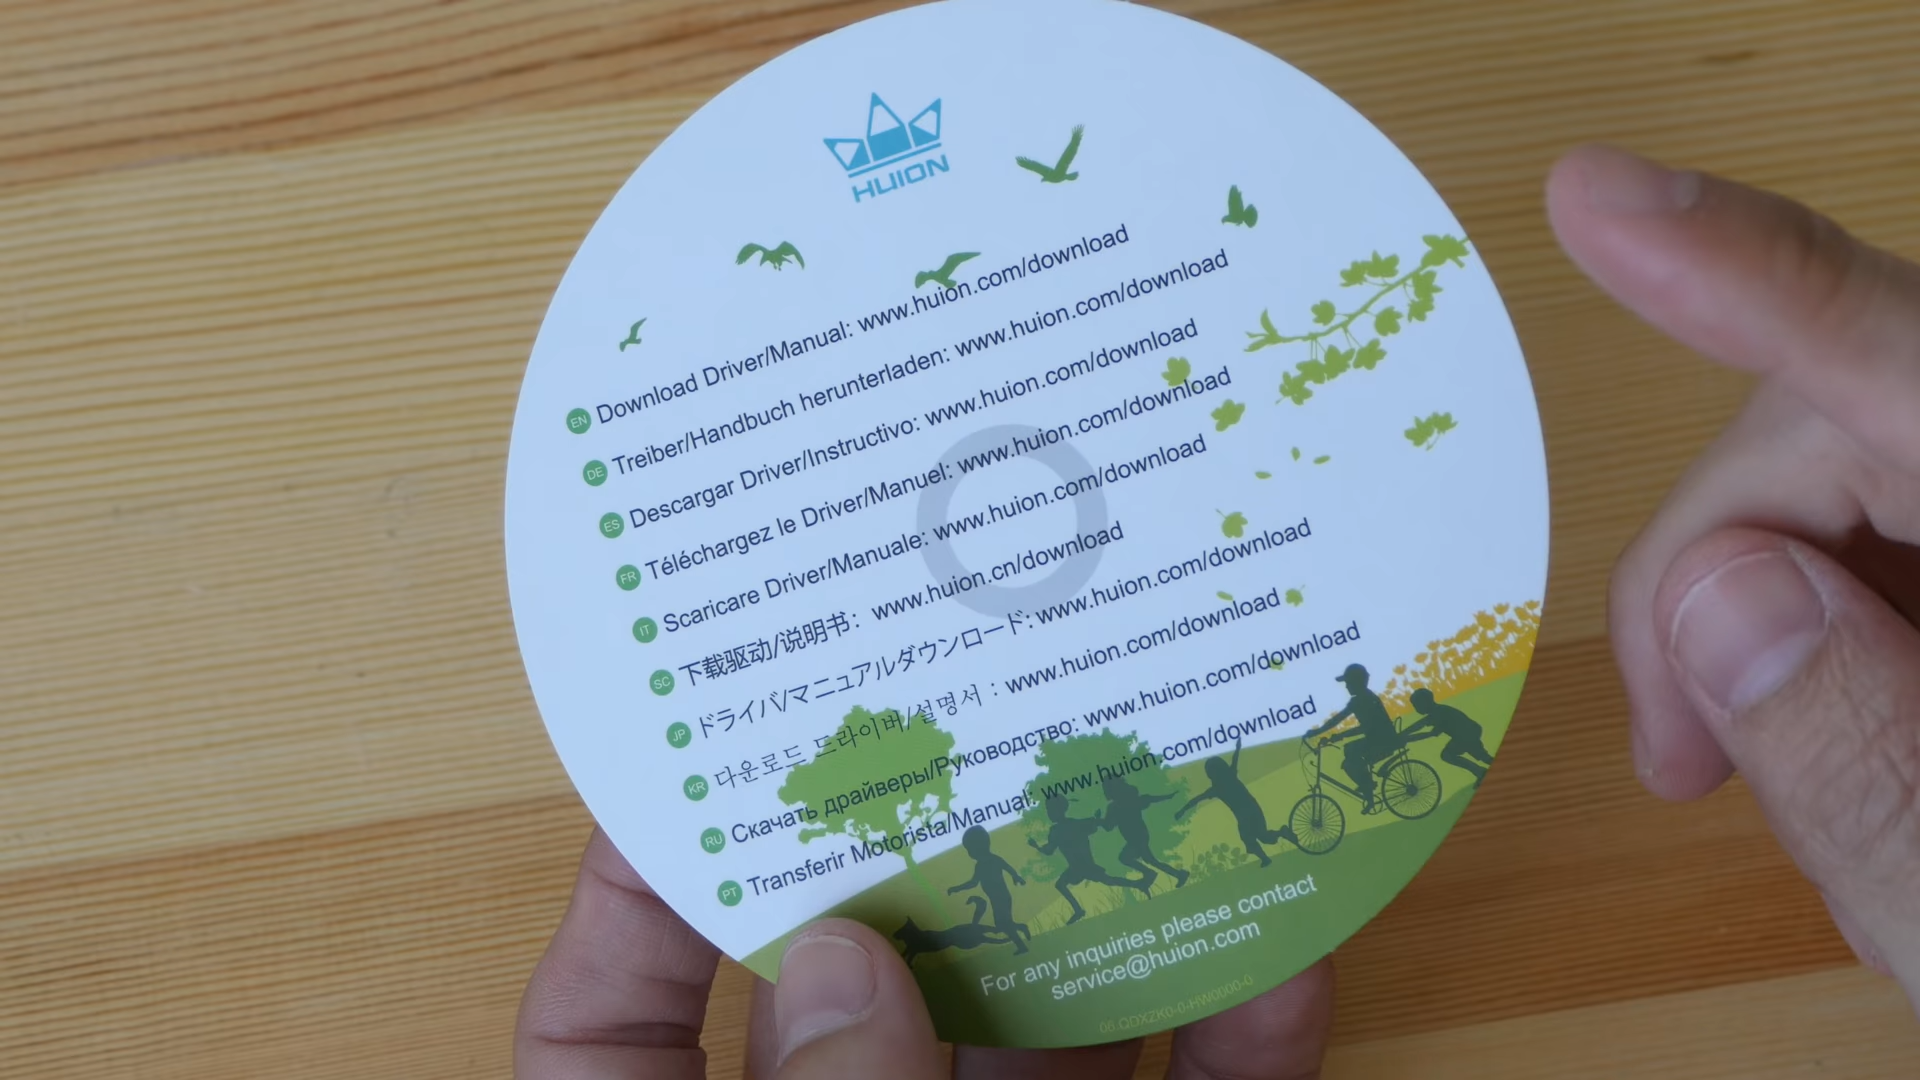 HUION
EN Download Driver/Manual: www.huion.com/download
DE Treiber/Handbuch herunterladen: www.huion.com/download
ES Descargar Driver/Instructivo: www.huion.com/download
FR Téléchargez le Driver/Manuel: www.huion.com/download
IT Scaricare Driver/Manuale: www.huion.com/download
SC 下载驱动/说明书：www.huion.cn/download
JP ドライバ/マニュアルダウンロード: www.huion.com/download
KR 다운로드 드라이버/설명서 : www.huion.com/download
RU Скачать драйверы/Руководство: www.huion.com/download
PT Transferir Motorista/Manual: www.huion.com/download
For any inquiries please contact
service@huion.com
06.QDXZK0-0-HW0000-0